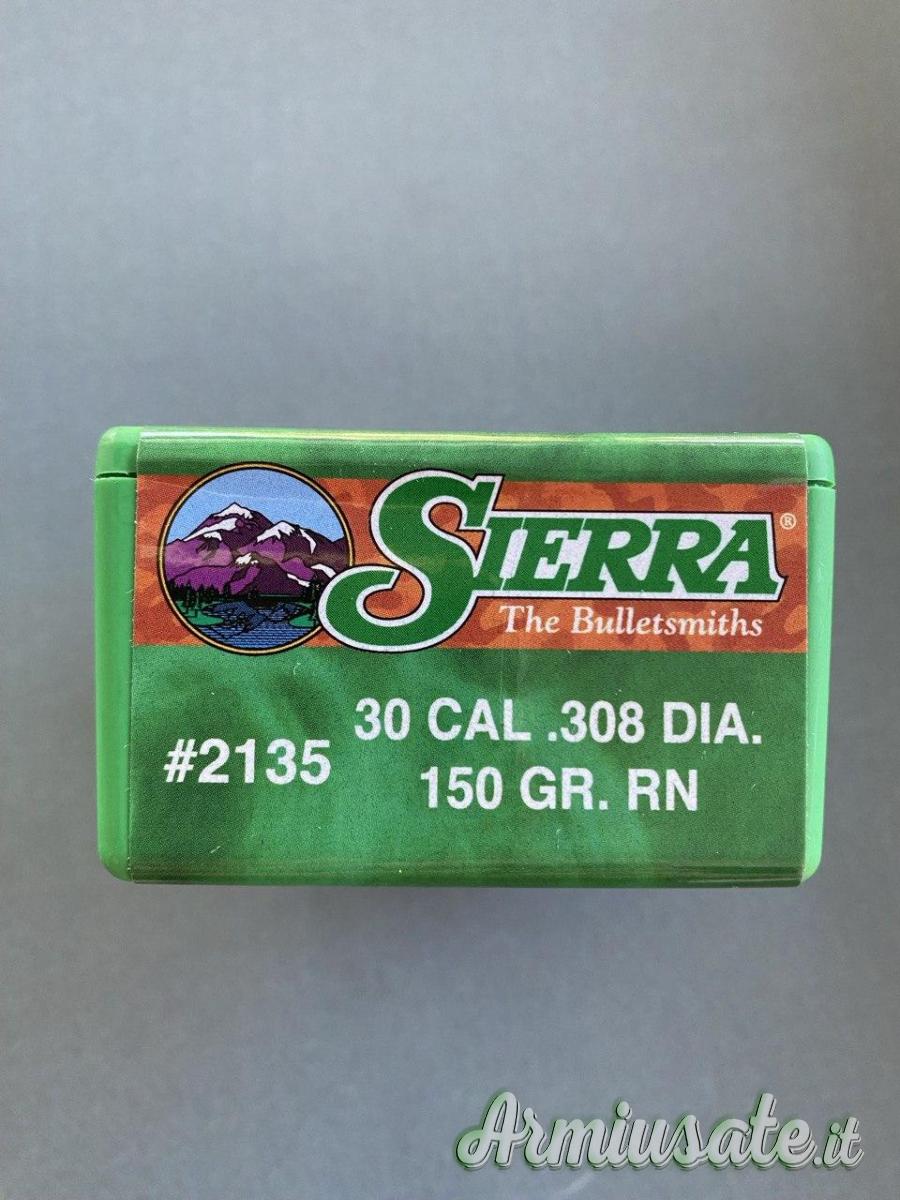 SIERRA®
The Bulletsmiths
#2135
30 CAL .308 DIA.
150 GR. RN
Armiusate.it